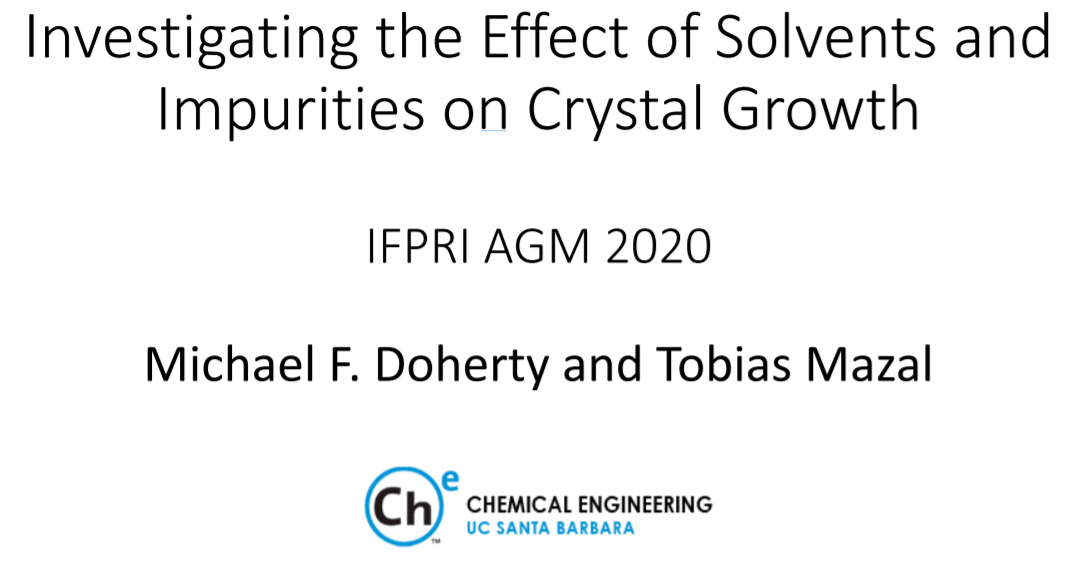 Investigating the Effect of Solvents and
Impurities on Crystal Growth
IFPRI AGM 2020
Michael F. Doherty and Tobias Mazal
Ch e
™
CHEMICAL ENGINEERING
UC SANTA BARBARA